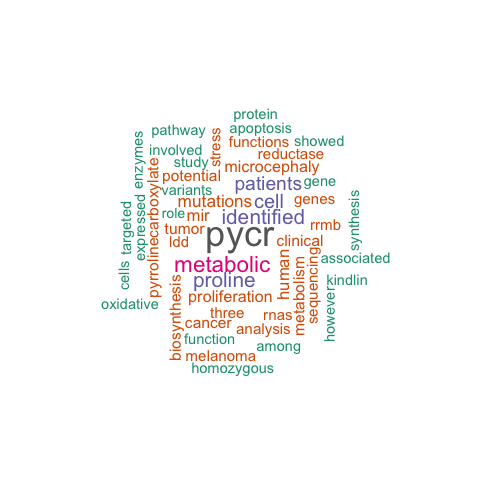 protein
pathway
apoptosis
stress
functions
showed
enzymes
involved
reductase
study
microcephaly
pyrrolinecarboxylate
potential
patients
gene
variants
mutations
cell
genes
synthesis
expressed
targeted
role
mir
identified
rrmb
tumor
pycr
ldd
clinical
cells
metabolic
human
sequencing
associated
proline
metabolism
kindlin
oxidative
biosynthesis
proliferation
however
three
rnas
cancer
analysis
function
among
melanoma
homozygous